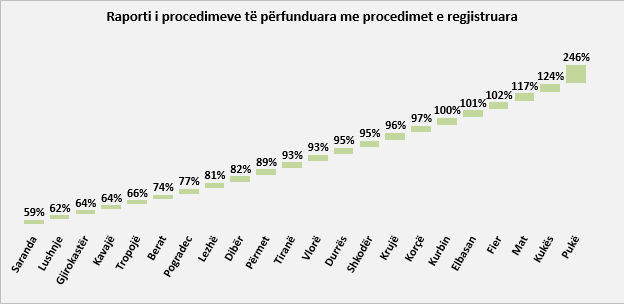 Raporti i procedimeve të përfunduara me procedimet e regjistruara
59%
62%
64%
64%
66%
74%
77%
81%
82%
89%
93%
93%
95%
95%
96%
97%
100%
101%
102%
117%
124%
246%
Saranda
Lushnje
Gjirokastër
Kavajë
Tropojë
Berat
Pogradec
Lezhë
Dibër
Përmet
Tiranë
Vlorë
Durrës
Shkodër
Krujë
Korçë
Kurbin
Elbasan
Fier
Mat
Kukës
Pukë